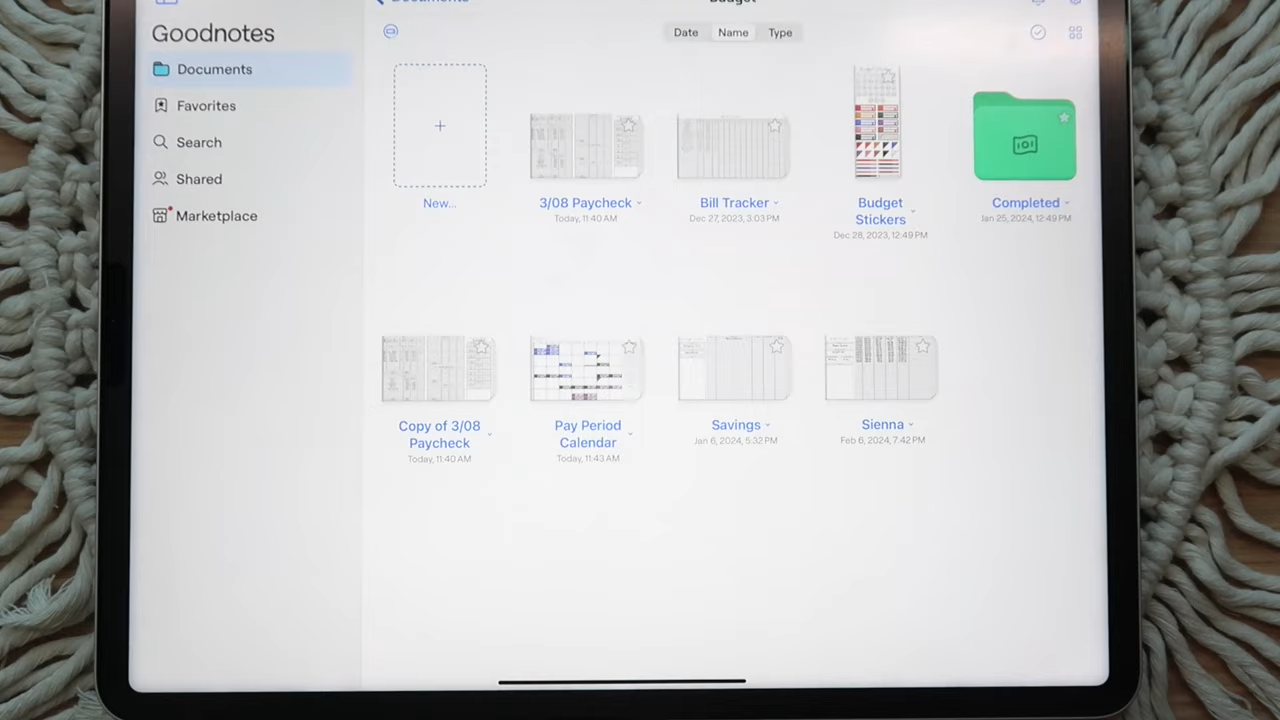 Documents
Budget
Goodnotes
Date Name Type
Documents
Favorites
Search
Shared
Marketplace
New...
3/08 Paycheck
Today, 11:40 AM
Bill Tracker
Dec 27, 2023, 3:03 PM
Budget
Stickers
Dec 28, 2023, 12:49 PM
Completed
Jan 25, 2024, 12:49 PM
Copy of 3/08
Paycheck
Today, 11:40 AM
Pay Period
Calendar
Today, 11:43 AM
Savings
Jan 6, 2024, 5:32 PM
Sienna
Feb 6, 2024, 7:42 PM